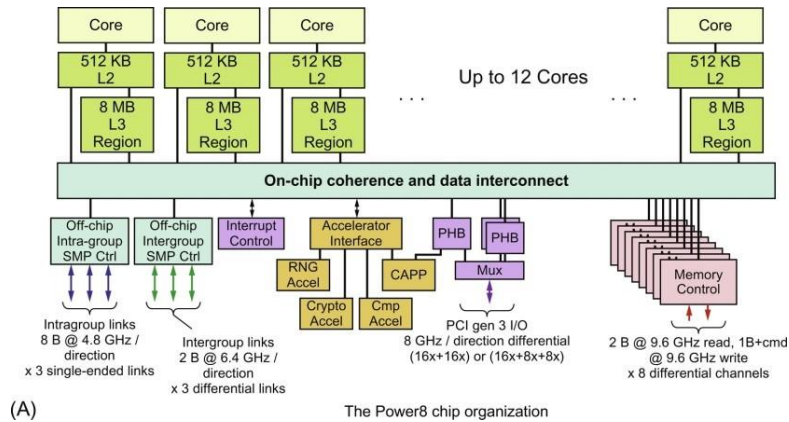 Core
Core
Core
Core
512 KB
L2
512 KB
L2
512 KB
L2
512 KB
L2
Up to 12 Cores
. . .
. . .
8 MB
L3
Region
8 MB
L3
Region
8 MB
L3
Region
8 MB
L3
Region
On-chip coherence and data interconnect
Off-chip
Intra-group
SMP Ctrl
Off-chip
Intergroup
SMP Ctrl
Interrupt
Control
Accelerator
Interface
PHB
PHB
Mux
Memory
Control
RNG
Accel
CAPP
Crypto
Accel
Cmp
Accel
Intragroup links
8 B @ 4.8 GHz /
direction
x 3 single-ended links
Intergroup links
2 B @ 6.4 GHz /
direction
x 3 differential links
PCI gen 3 I/O
8 GHz / direction differential
(16x+16x) or (16x+8x+8x)
2 B @ 9.6 GHz read, 1B+cmd
@ 9.6 GHz write
x 8 differential channels
(A)
The Power8 chip organization